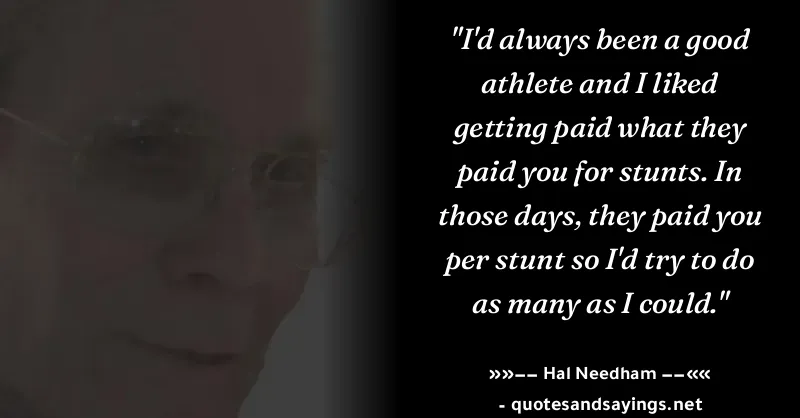 "I'd always been a good
athlete and I liked
getting paid what they
paid you for stunts. In
those days, they paid you
per stunt so I'd try to do
as many as I could."
»»–– Hal Needham ––««
- quotesandsayings.net